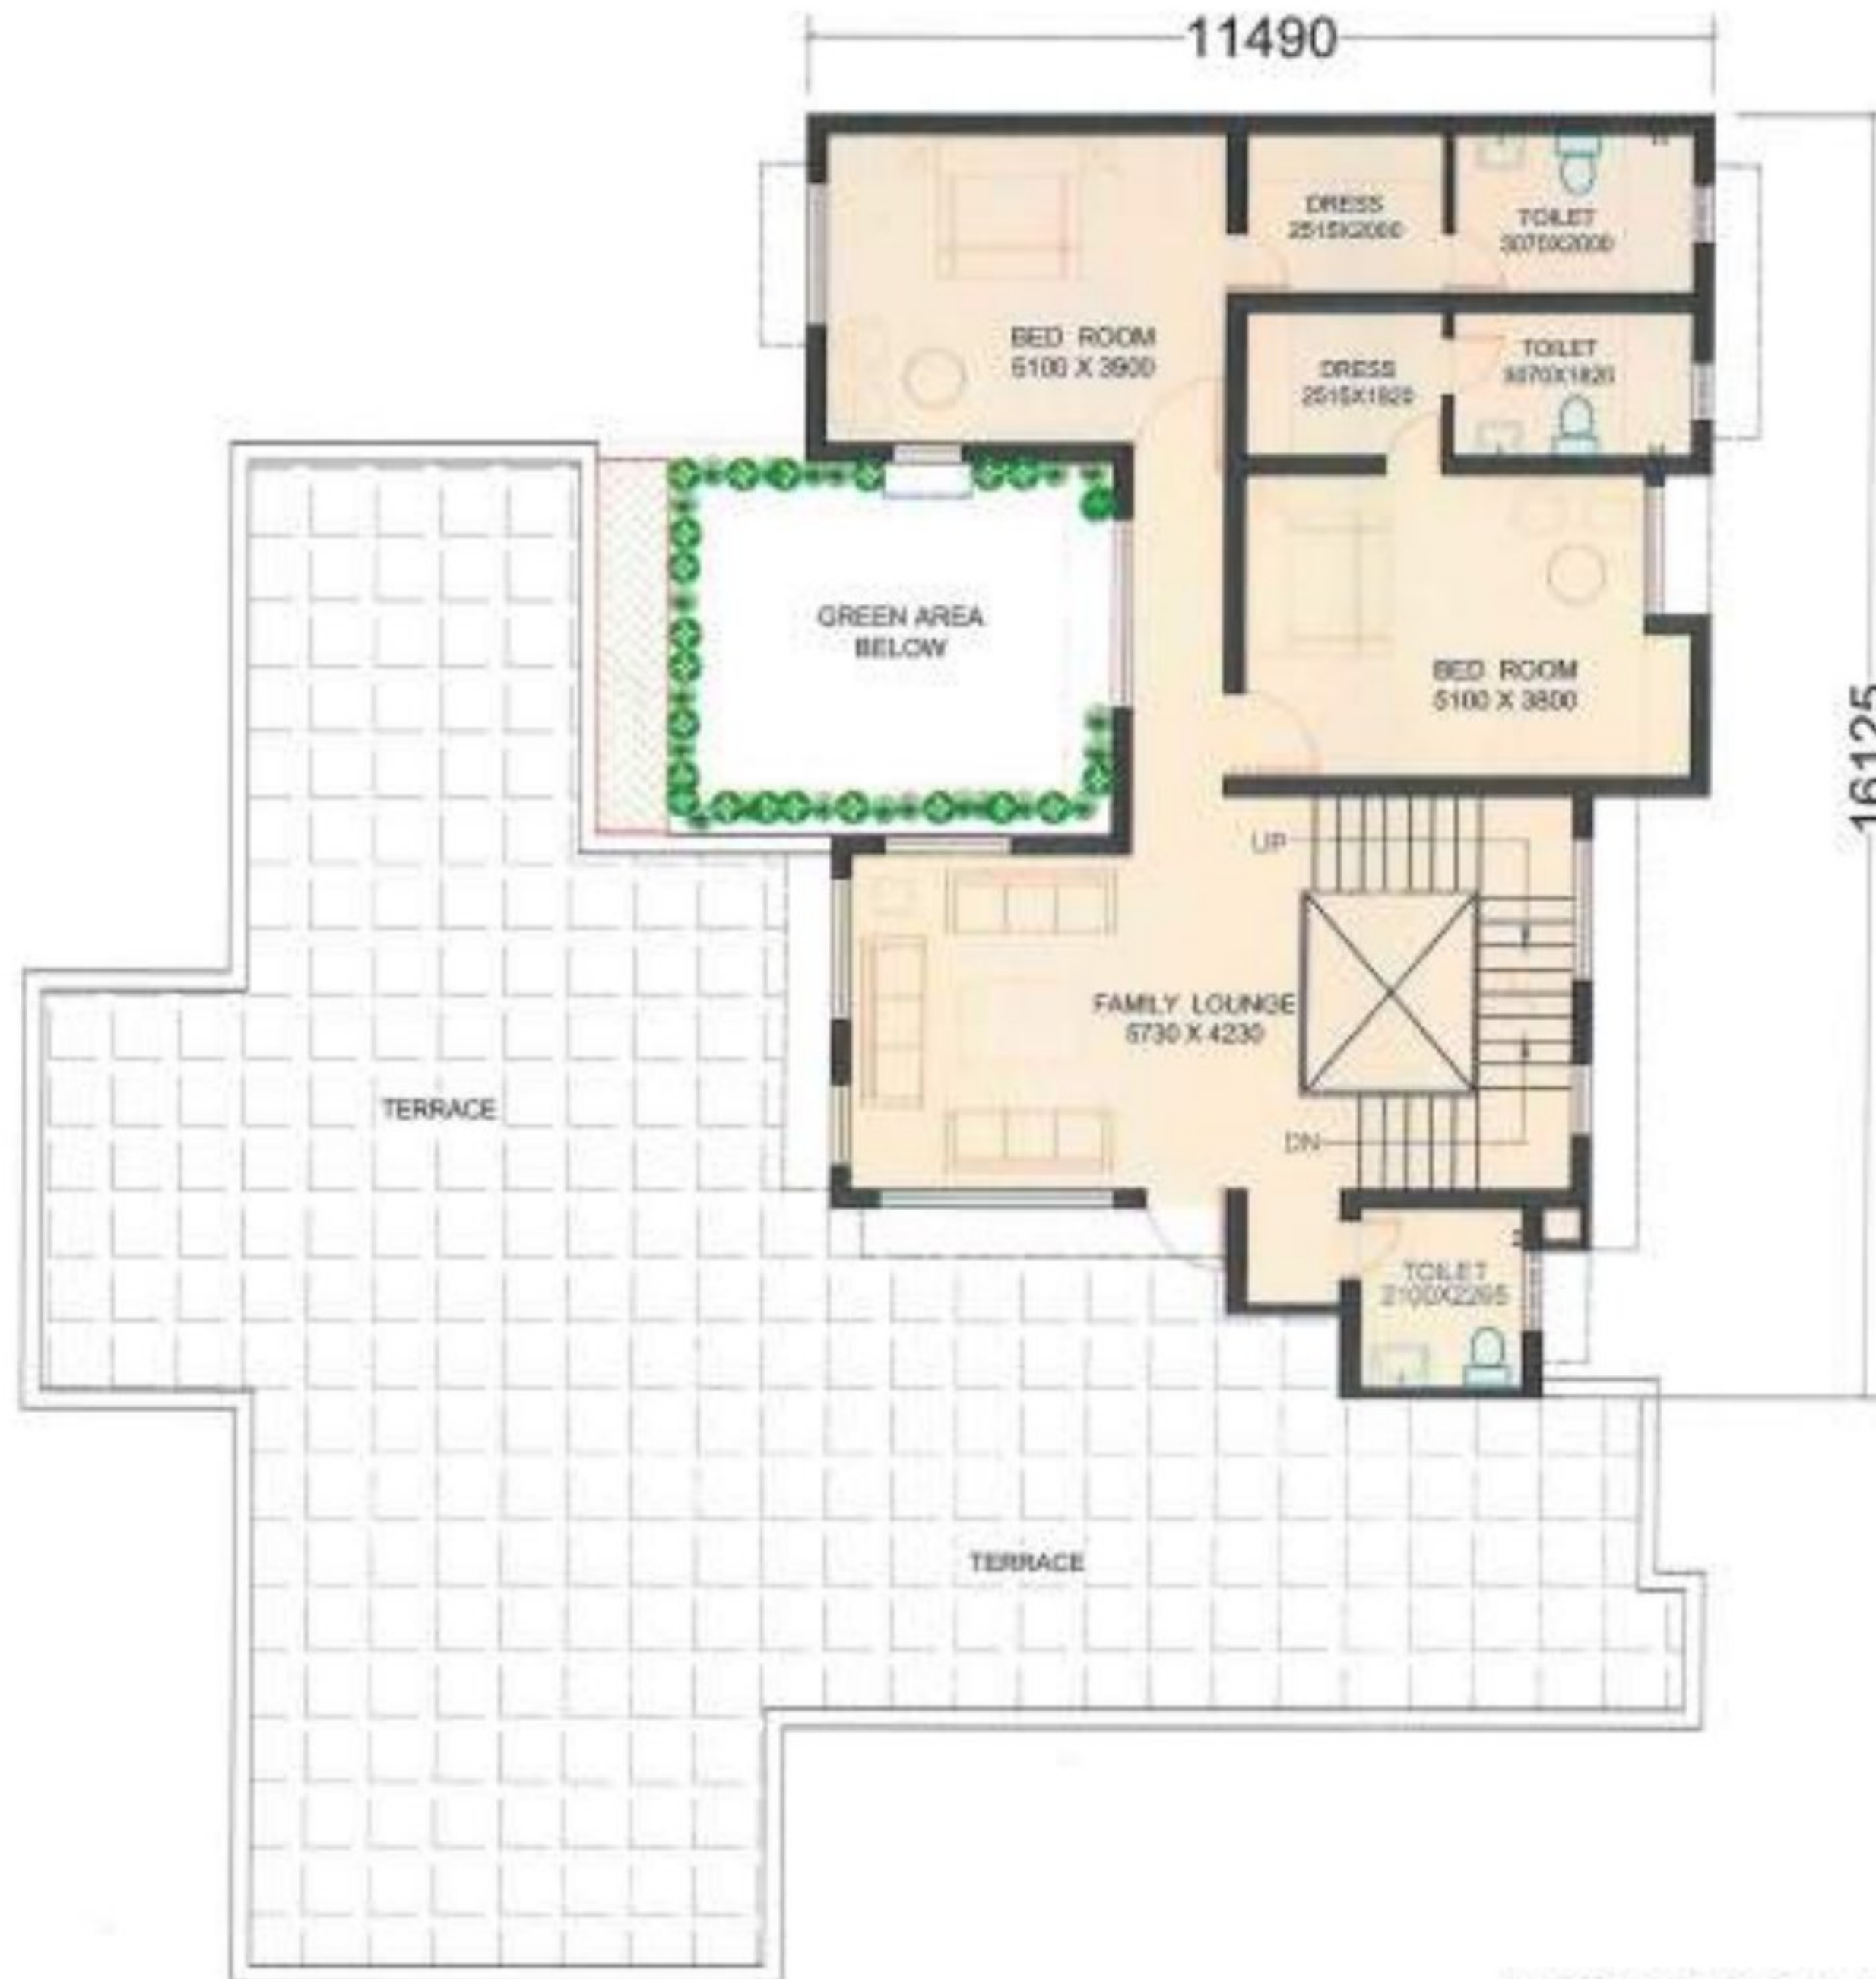 11490
DRESS
2515X2000
TOILET
3070X2000
BED ROOM
5100 X 3900
DRESS
2515X1820
TOILET
3070X1820
GREEN AREA
BELOW
BED ROOM
5100 X 3800
16125
UP
FAMILY LOUNGE
5730 X 4230
TERRACE
DN
TOILET
2100X2265
TERRACE